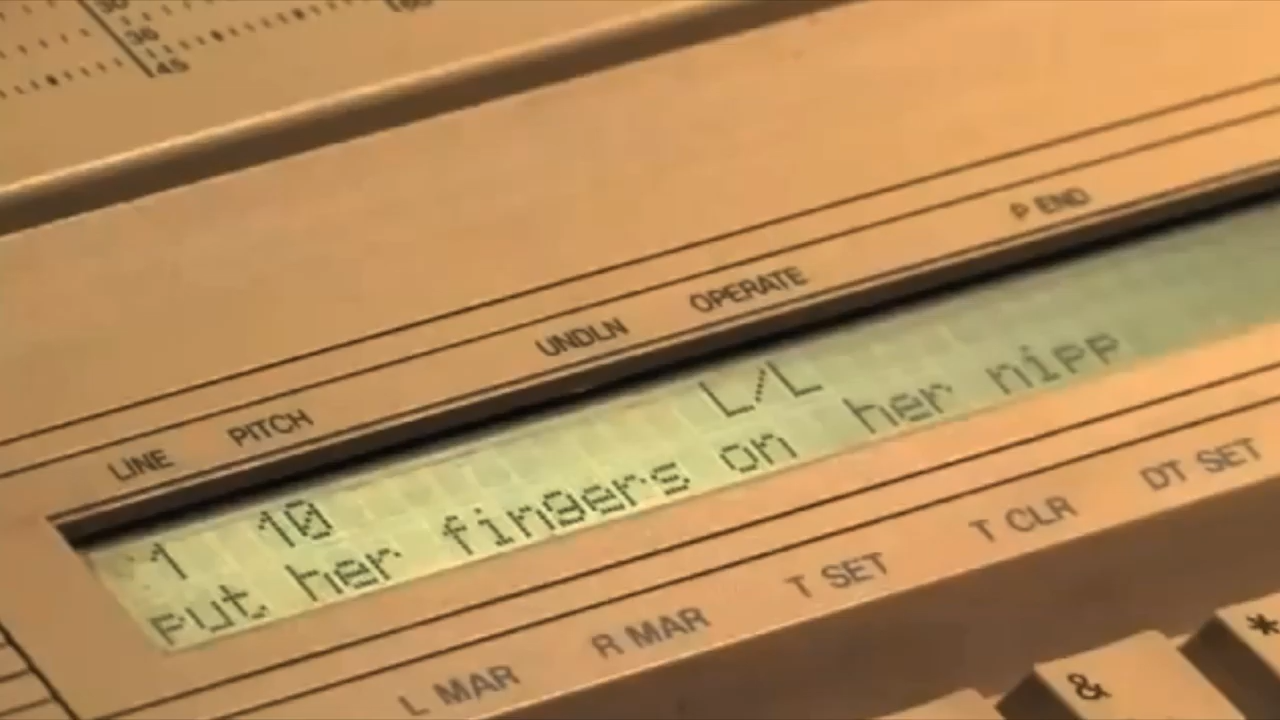 30
36
45
P END
UNDLN OPERATE
LINE PITCH
1 10 L/L
put her fingers on her nipp
L MAR R MAR T SET T CLR DT SET
& *